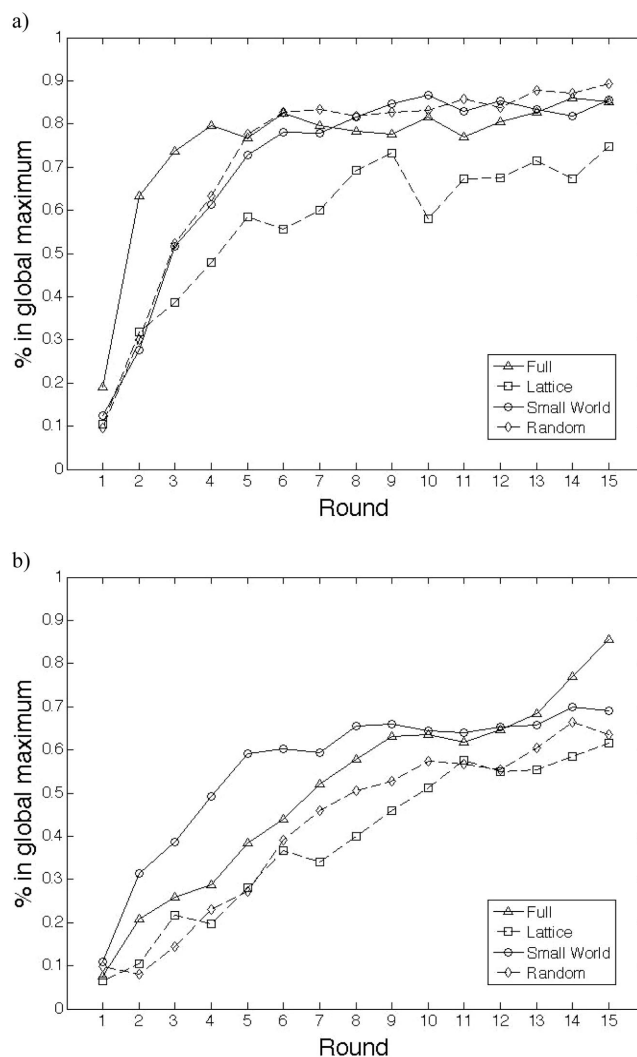 a)
1
0.9
0.8
0.7
0.6
0.5
0.4
0.3
0.2
0.1
0
% in global maximum
Full
Lattice
Small World
Random
1 2 3 4 5 6 7 8 9 10 11 12 13 14 15
Round
b)
1
0.9
0.8
0.7
0.6
0.5
0.4
0.3
0.2
0.1
0
% in global maximum
Full
Lattice
Small World
Random
1 2 3 4 5 6 7 8 9 10 11 12 13 14 15
Round